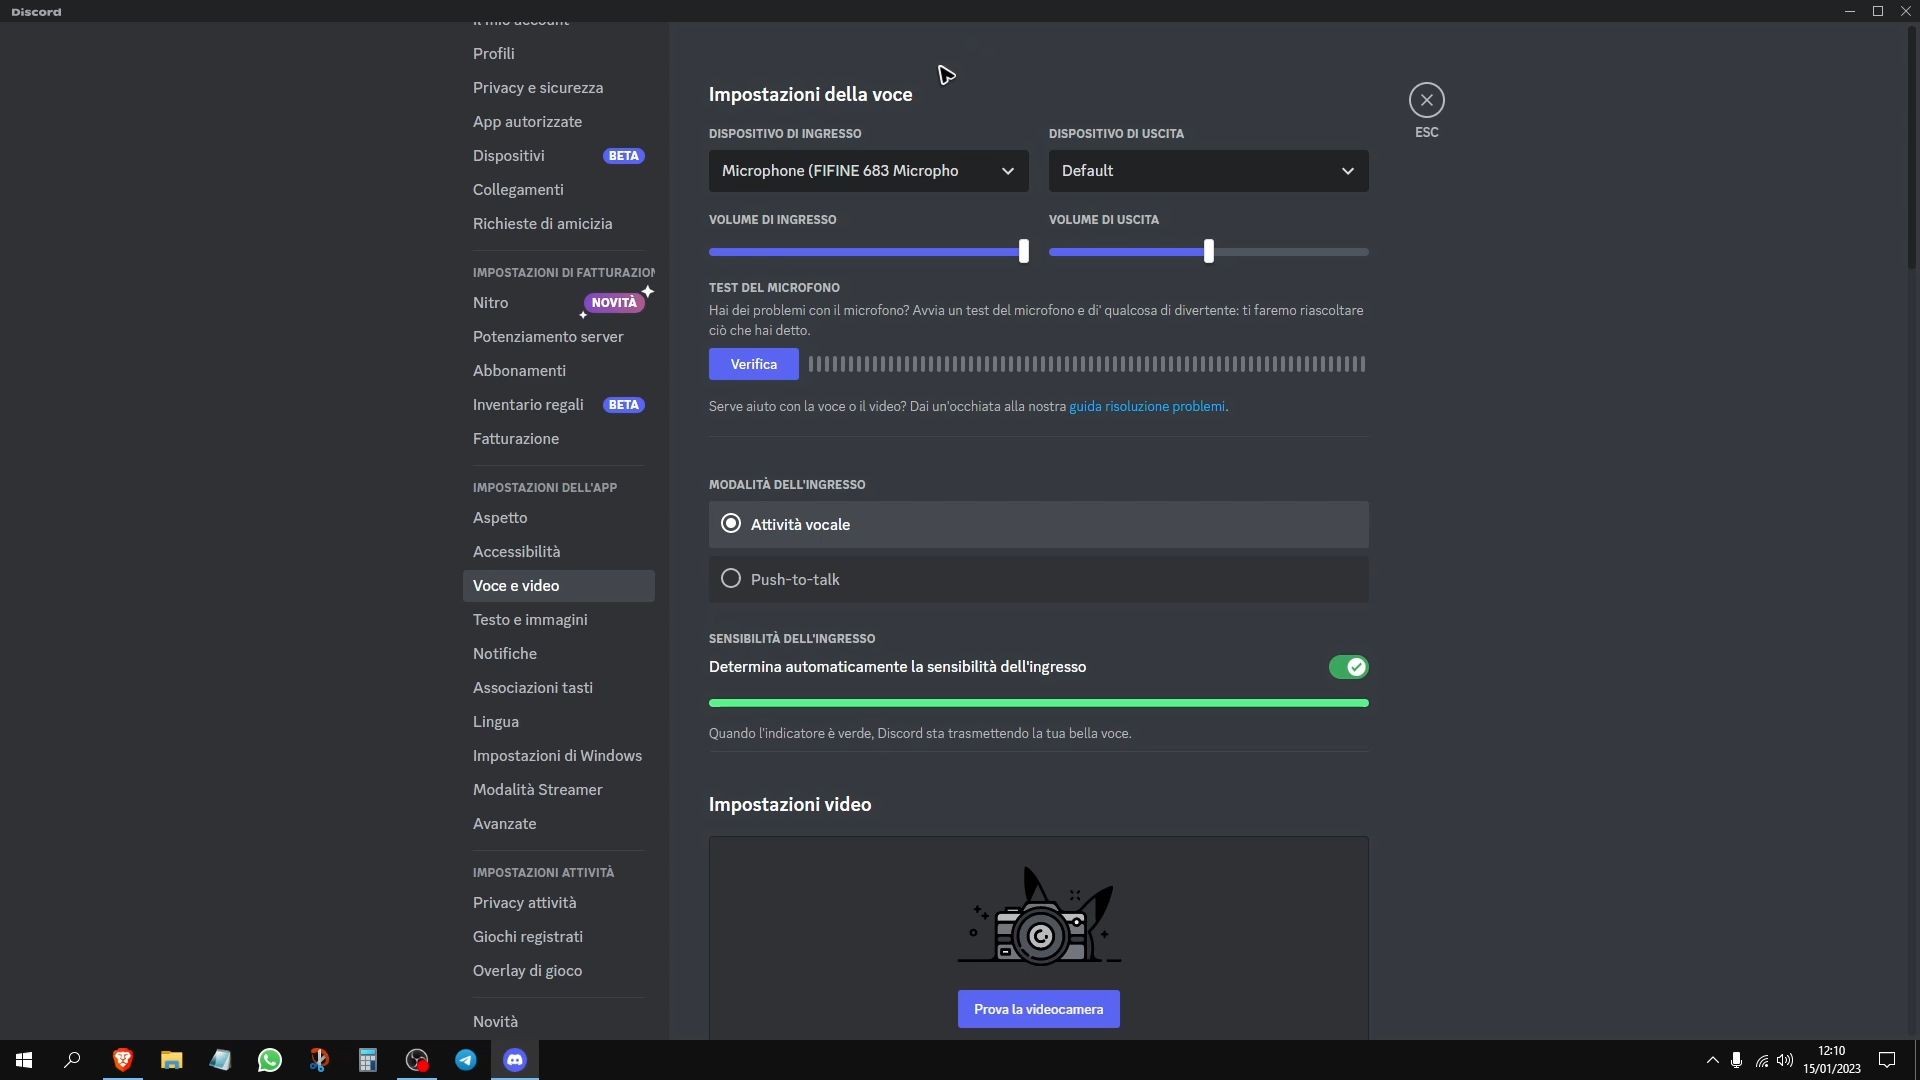 Discord
Il mio account
Profili
Privacy e sicurezza
App autorizzate
Dispositivi BETA
Collegamenti
Richieste di amicizia
IMPOSTAZIONI DI FATTURAZION
Nitro NOVITÀ
Potenziamento server
Abbonamenti
Inventario regali BETA
Fatturazione
IMPOSTAZIONI DELL'APP
Aspetto
Accessibilità
Voce e video
Testo e immagini
Notifiche
Associazioni tasti
Lingua
Impostazioni di Windows
Modalità Streamer
Avanzate
IMPOSTAZIONI ATTIVITÀ
Privacy attività
Giochi registrati
Overlay di gioco
Novità
Impostazioni della voce
ESC
DISPOSITIVO DI INGRESSO
Microphone (FIFINE 683 Micropho
DISPOSITIVO DI USCITA
Default
VOLUME DI INGRESSO
VOLUME DI USCITA
TEST DEL MICROFONO
Hai dei problemi con il microfono? Avvia un test del microfono e di' qualcosa di divertente: ti faremo riascoltare
ciò che hai detto.
Verifica
Serve aiuto con la voce o il video? Dai un'occhiata alla nostra guida risoluzione problemi.
MODALITÀ DELL'INGRESSO
Attività vocale
Push-to-talk
SENSIBILITÀ DELL'INGRESSO
Determina automaticamente la sensibilità dell'ingresso
Quando l'indicatore è verde, Discord sta trasmettendo la tua bella voce.
Impostazioni video
Prova la videocamera
12:10
15/01/2023